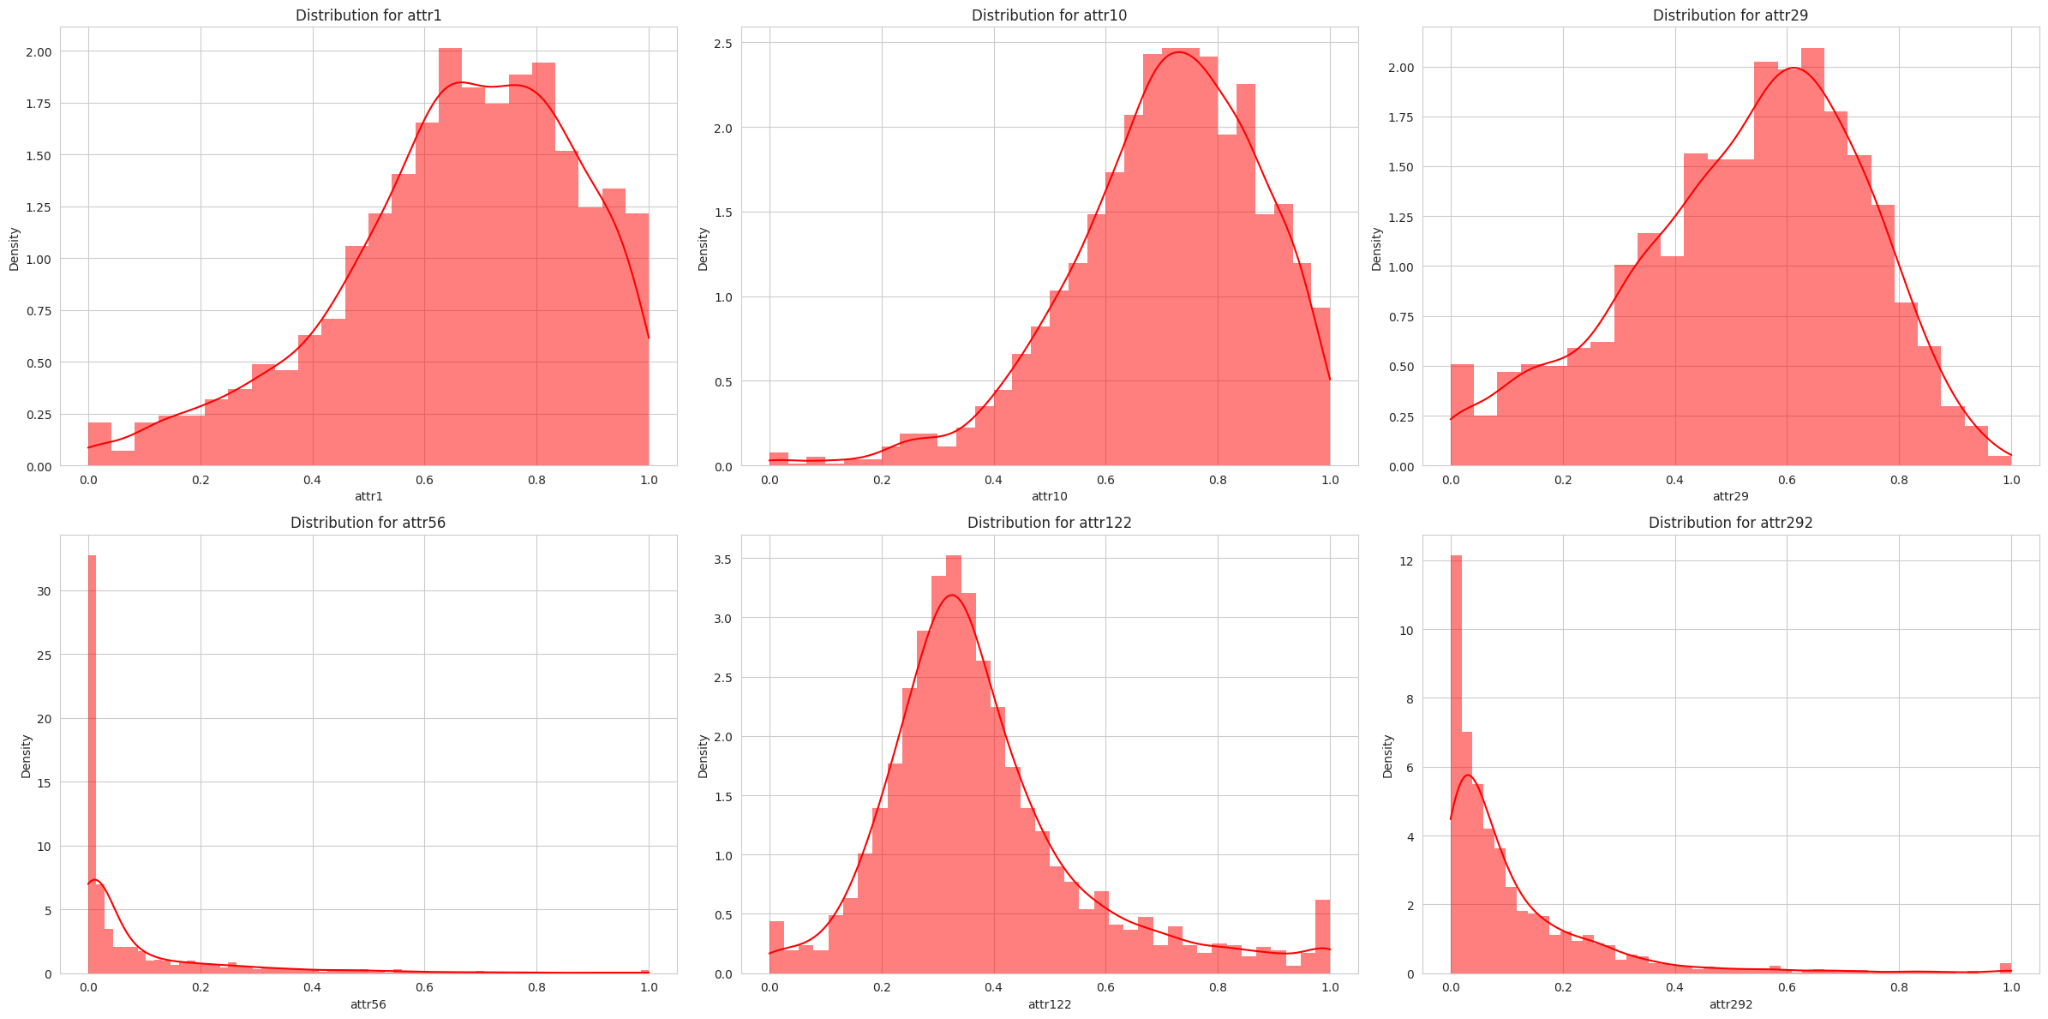 Distribution for attr1
Density
2.00
1.75
1.50
1.25
1.00
0.75
0.50
0.25
0.00
0.0 0.2 0.4 0.6 0.8 1.0
attr1
Distribution for attr10
Density
2.5
2.0
1.5
1.0
0.5
0.0
0.0 0.2 0.4 0.6 0.8 1.0
attr10
Distribution for attr29
Density
2.00
1.75
1.50
1.25
1.00
0.75
0.50
0.25
0.00
0.0 0.2 0.4 0.6 0.8 1.0
attr29
Distribution for attr56
Density
30
25
20
15
10
5
0
0.0 0.2 0.4 0.6 0.8 1.0
attr56
Distribution for attr122
Density
3.5
3.0
2.5
2.0
1.5
1.0
0.5
0.0
0.0 0.2 0.4 0.6 0.8 1.0
attr122
Distribution for attr292
Density
12
10
8
6
4
2
0
0.0 0.2 0.4 0.6 0.8 1.0
attr292